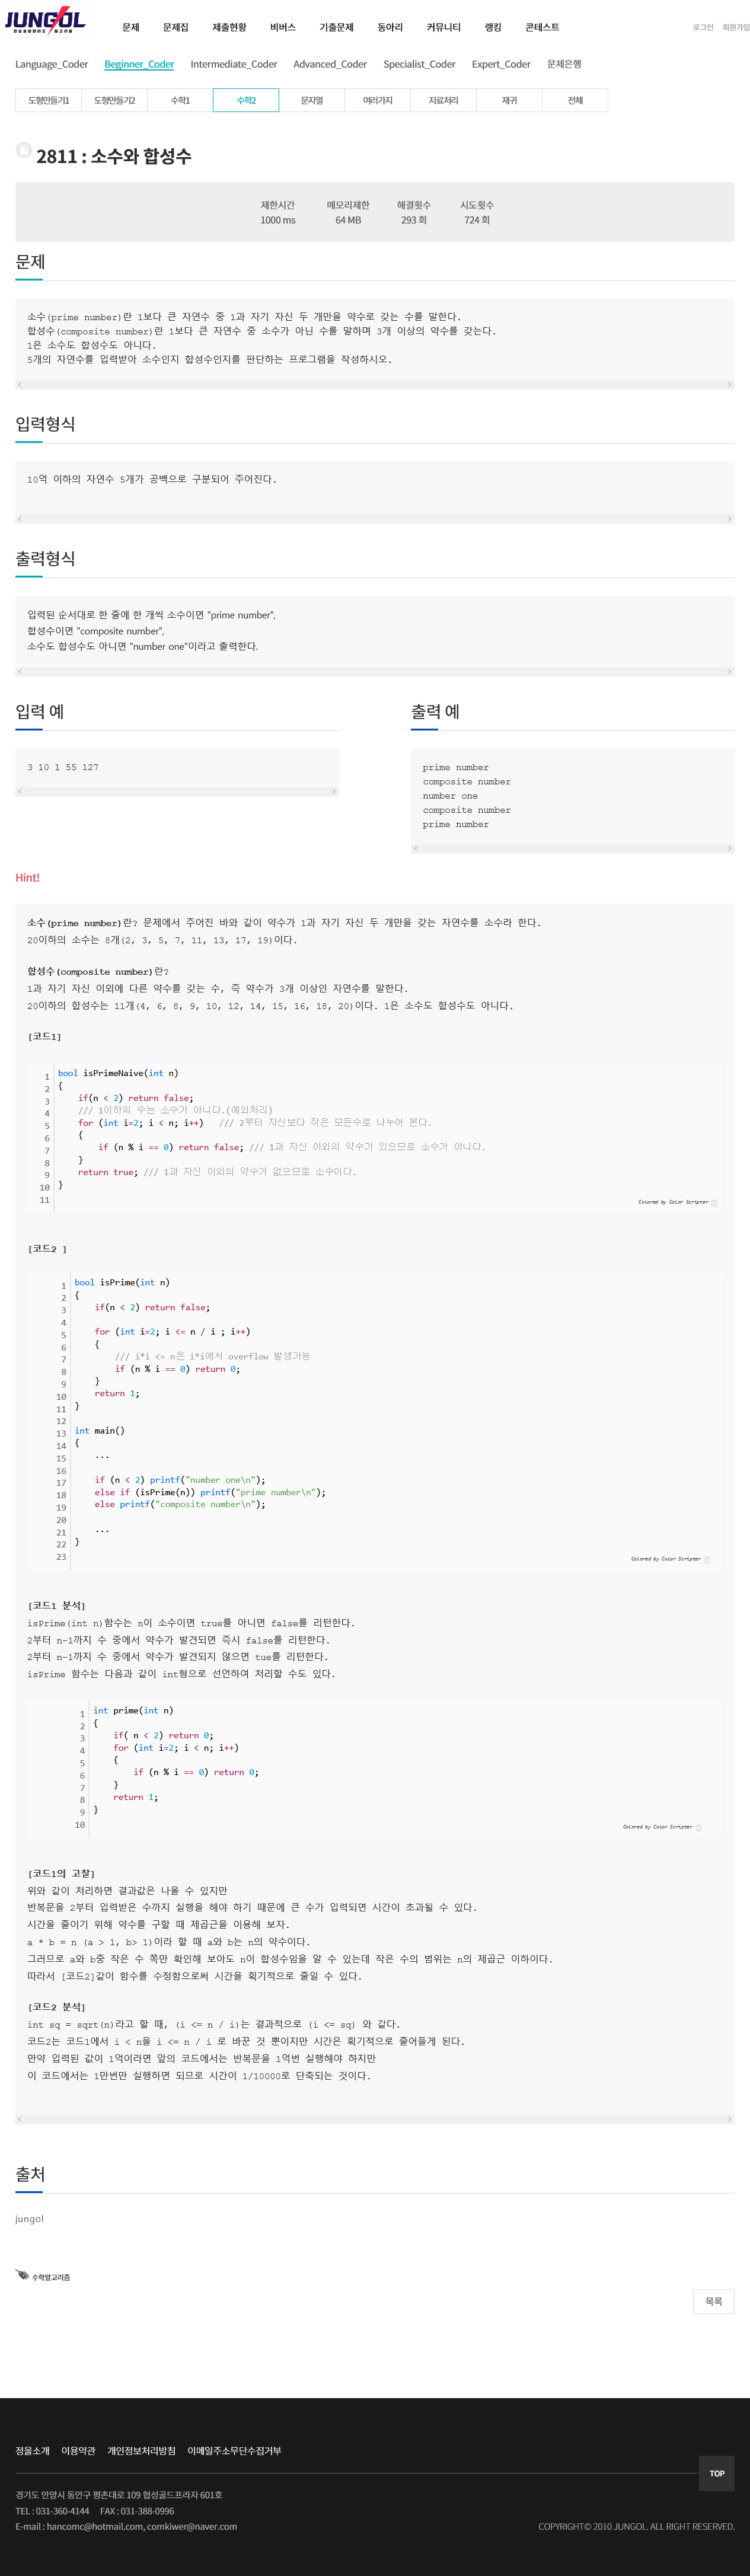 JUNGOL
정보올림피아드 & 알고리즘
문제 문제집 제출현황 비버스 기출문제 동아리 커뮤니티 랭킹 콘테스트
로그인 회원가입
Language_Coder Beginner_Coder Intermediate_Coder Advanced_Coder Specialist_Coder Expert_Coder 문제은행
도형만들기1 도형만들기2 수학1 수학2 문자열 여러가지 자료처리 재귀 전체
2811 : 소수와 합성수
제한시간 메모리제한 해결횟수 시도횟수
1000 ms 64 MB 293 회 724 회
문제
소수(prime number)란 1보다 큰 자연수 중 1과 자기 자신 두 개만을 약수로 갖는 수를 말한다.
합성수(composite number)란 1보다 큰 자연수 중 소수가 아닌 수를 말하며 3개 이상의 약수를 갖는다.
1은 소수도 합성수도 아니다.
5개의 자연수를 입력받아 소수인지 합성수인지를 판단하는 프로그램을 작성하시오.
입력형식
10억 이하의 자연수 5개가 공백으로 구분되어 주어진다.
출력형식
입력된 순서대로 한 줄에 한 개씩 소수이면 "prime number",
합성수이면 "composite number",
소수도 합성수도 아니면 "number one"이라고 출력한다.
입력 예
3 10 1 55 127
출력 예
prime number
composite number
number one
composite number
prime number
Hint!
소수(prime number)란? 문제에서 주어진 바와 같이 약수가 1과 자기 자신 두 개만을 갖는 자연수를 소수라 한다.
20이하의 소수는 8개(2, 3, 5, 7, 11, 13, 17, 19)이다.
합성수(composite number)란?
1과 자기 자신 이외에 다른 약수를 갖는 수, 즉 약수가 3개 이상인 자연수를 말한다.
20이하의 합성수는 11개(4, 6, 8, 9, 10, 12, 14, 15, 16, 18, 20)이다. 1은 소수도 합성수도 아니다.
[코드1]
1 bool isPrimeNaive(int n)
2 {
3 if(n < 2) return false;
4 /// 1이하의 수는 소수가 아니다.(예외처리)
5 for (int i=2; i < n; i++) /// 2부터 자신보다 작은 모든수로 나누어 본다.
6 {
7 if (n % i == 0) return false; /// 1과 자신 이외의 약수가 있으므로 소수가 아니다.
8 }
9 return true; /// 1과 자신 이외의 약수가 없으므로 소수이다.
10 }
11
Colored by Color Scripter
[코드2 ]
1 bool isPrime(int n)
2 {
3 if(n < 2) return false;
4
5 for (int i=2; i <= n / i ; i++)
6 {
7 /// i*i <= n은 i*i에서 overflow 발생가능
8 if (n % i == 0) return 0;
9 }
10 return 1;
11 }
12
13 int main()
14 {
15 ...
16
17 if (n < 2) printf("number one\n");
18 else if (isPrime(n)) printf("prime number\n");
19 else printf("composite number\n");
20
21 ...
22 }
23
Colored by Color Scripter
[코드1 분석]
isPrime(int n)함수는 n이 소수이면 true를 아니면 false를 리턴한다.
2부터 n-1까지 수 중에서 약수가 발견되면 즉시 false를 리턴한다.
2부터 n-1까지 수 중에서 약수가 발견되지 않으면 tue를 리턴한다.
isPrime 함수는 다음과 같이 int형으로 선언하여 처리할 수도 있다.
1 int prime(int n)
2 {
3 if( n < 2) return 0;
4 for (int i=2; i < n; i++)
5 {
6 if (n % i == 0) return 0;
7 }
8 return 1;
9 }
10
Colored by Color Scripter
[코드1의 고찰]
위와 같이 처리하면 결과값은 나올 수 있지만
반복문을 2부터 입력받은 수까지 실행을 해야 하기 때문에 큰 수가 입력되면 시간이 초과될 수 있다.
시간을 줄이기 위해 약수를 구할 때 제곱근을 이용해 보자.
a * b = n (a > 1, b> 1)이라 할 때 a와 b는 n의 약수이다.
그러므로 a와 b중 작은 수 쪽만 확인해 보아도 n이 합성수임을 알 수 있는데 작은 수의 범위는 n의 제곱근 이하이다.
따라서 [코드2]같이 함수를 수정함으로써 시간을 획기적으로 줄일 수 있다.
[코드2 분석]
int sq = sqrt(n)라고 할 때, (i <= n / i)는 결과적으로 (i <= sq) 와 같다.
코드2는 코드1에서 i < n을 i <= n / i 로 바꾼 것 뿐이지만 시간은 획기적으로 줄어들게 된다.
만약 입력된 값이 1억이라면 앞의 코드에서는 반복문을 1억번 실행해야 하지만
이 코드에서는 1만번만 실행하면 되므로 시간이 1/10000로 단축되는 것이다.
출처
jungol
수학알고리즘
목록
정올소개 이용약관 개인정보처리방침 이메일주소무단수집거부
TOP
경기도 안양시 동안구 평촌대로 109 협성골드프라자 601호
TEL : 031-360-4144 FAX : 031-388-0996
E-mail : hancomc@hotmail.com, comkiwer@naver.com
COPYRIGHT© 2010 JUNGOL. ALL RIGHT RESERVED.